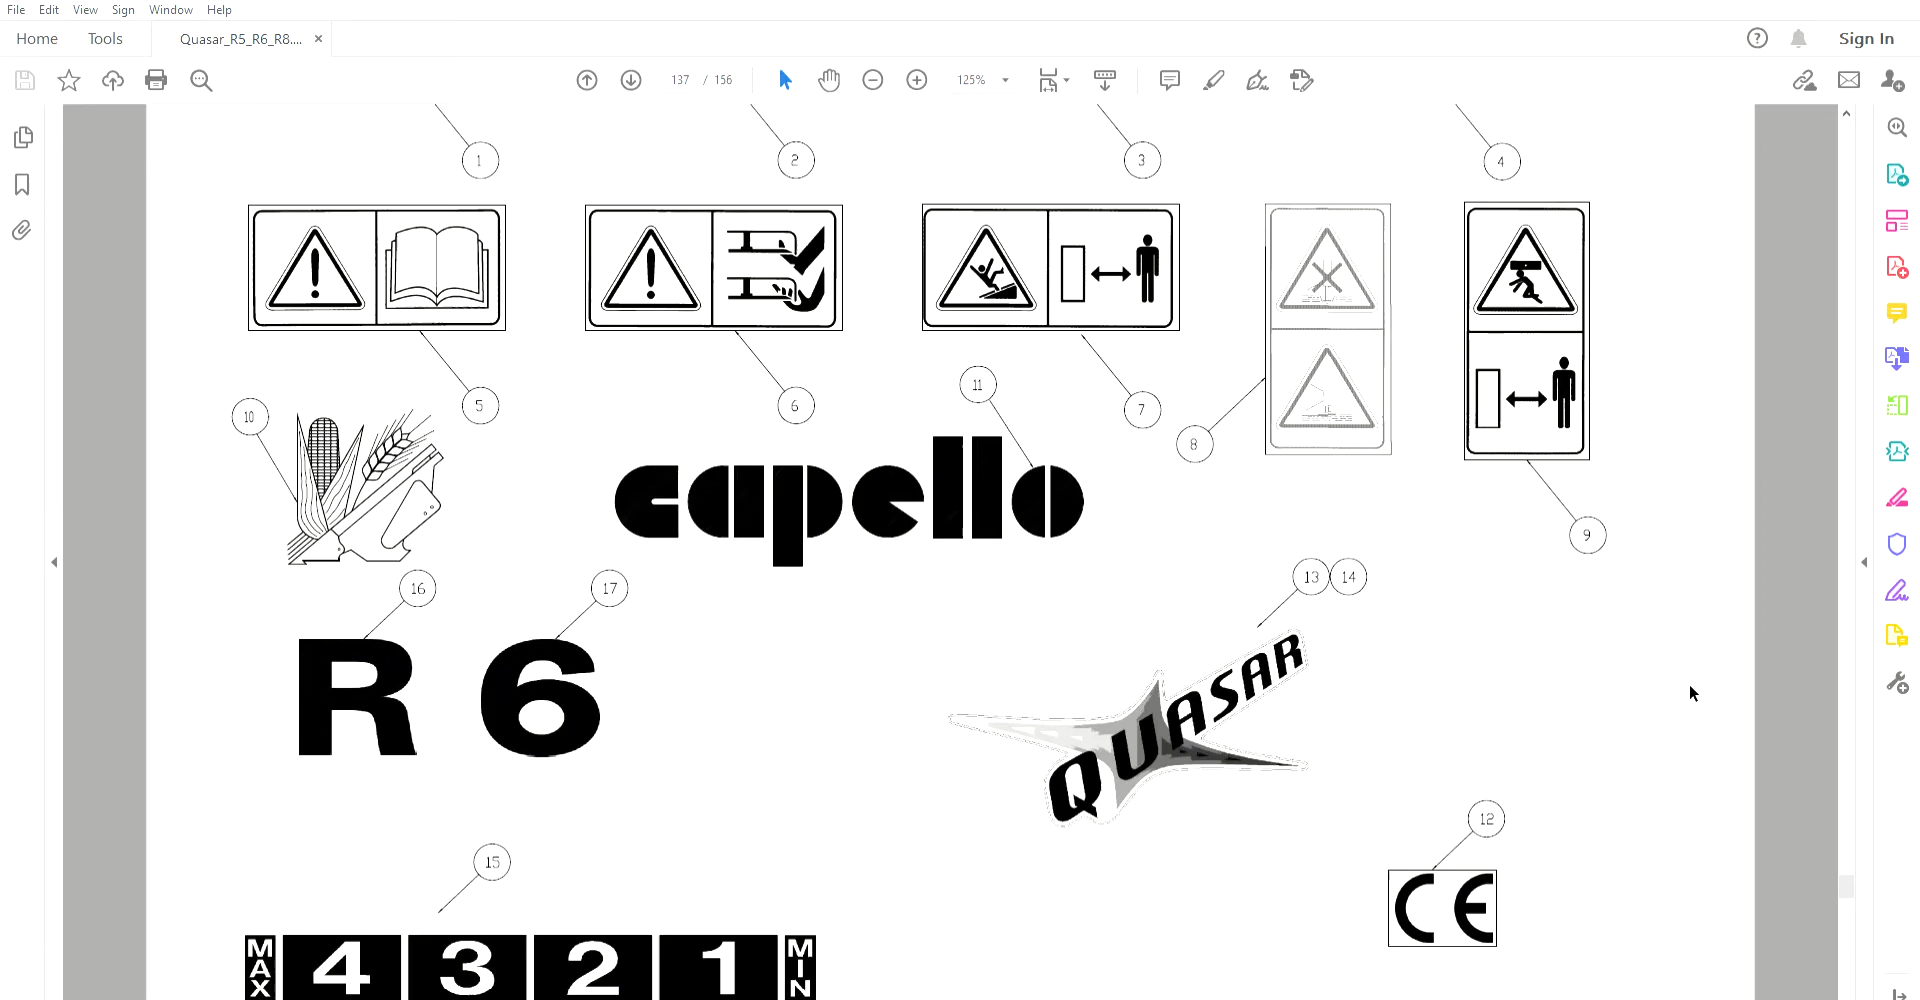 File Edit View Sign Window Help
Home Tools Quasar_R5_R6_R8....
Sign In
137 / 156
125%
1 2 3 4
5 6 7 8 9
10 11
capello
16 17
13 14
R 6
QUASAR
12
15
CE
MAX 4 3 2 1 MIN